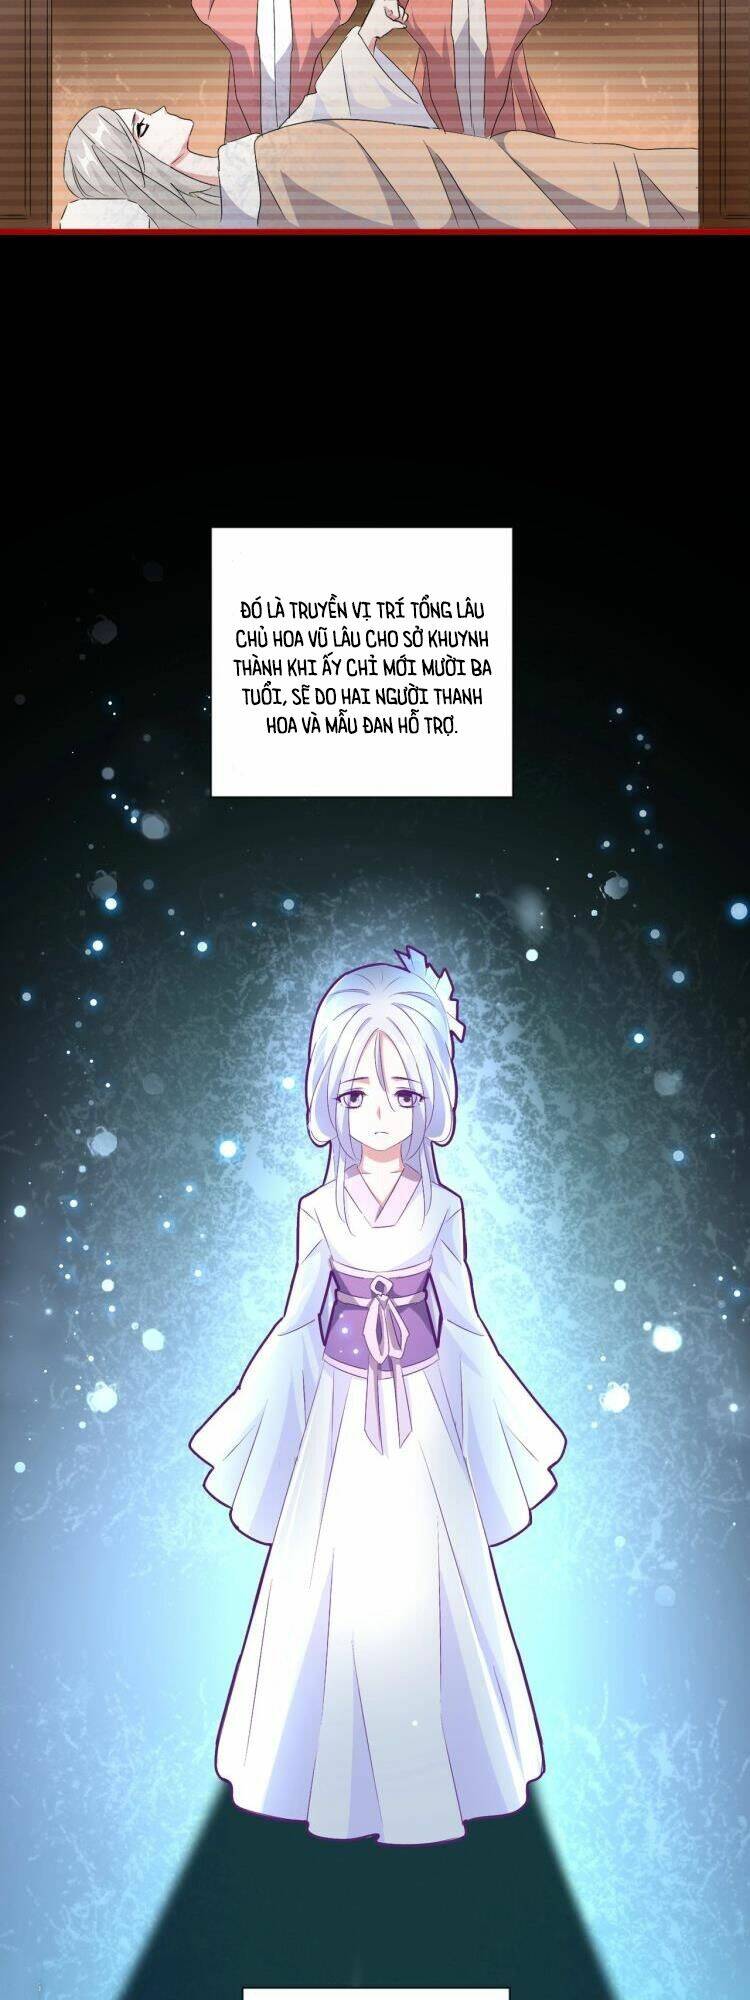 ĐÓ LÀ TRUYỀN VỊ TRÍ TỔNG LÂU
CHỦ HOA VŨ LÂU CHO SỞ KHUYNH
THÀNH KHI ẤY CHỈ MỚI MƯỜI BA
TUỔI, SẼ DO HAI NGƯỜI THANH
HOA VÀ MẪU ĐAN HỖ TRỢ.